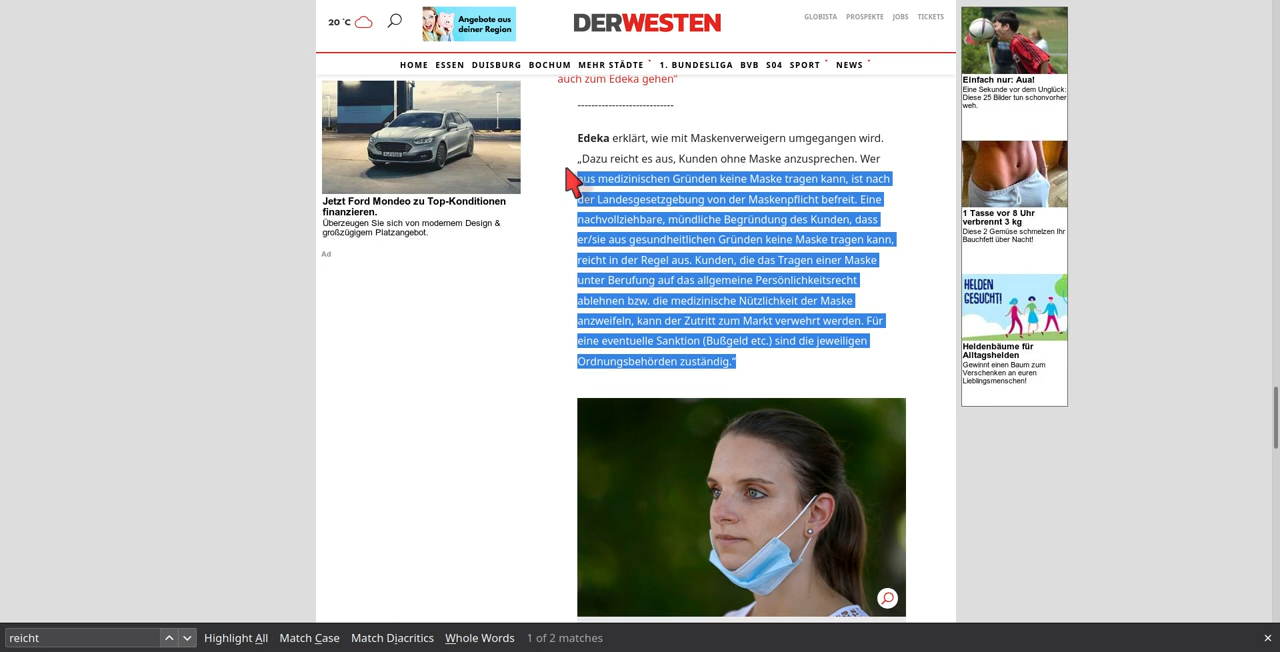 20 °C
Angebote aus
deiner Region
DERWESTEN
GLOBISTA PROSPEKTE JOBS TICKETS
HOME ESSEN DUISBURG BOCHUM MEHR STÄDTE 1. BUNDESLIGA BVB S04 SPORT NEWS
auch zum Edeka gehen“
----------------------------
Edeka erklärt, wie mit Maskenverweigern umgegangen wird.
„Dazu reicht es aus, Kunden ohne Maske anzusprechen. Wer
aus medizinischen Gründen keine Maske tragen kann, ist nach
der Landesgesetzgebung von der Maskenpflicht befreit. Eine
nachvollziehbare, mündliche Begründung des Kunden, dass
er/sie aus gesundheitlichen Gründen keine Maske tragen kann,
reicht in der Regel aus. Kunden, die das Tragen einer Maske
unter Berufung auf das allgemeine Persönlichkeitsrecht
ablehnen bzw. die medizinische Nützlichkeit der Maske
anzweifeln, kann der Zutritt zum Markt verwehrt werden. Für
eine eventuelle Sanktion (Bußgeld etc.) sind die jeweiligen
Ordnungsbehörden zuständig.“
Jetzt Ford Mondeo zu Top-Konditionen
finanzieren.
Überzeugen Sie sich von modernem Design &
großzügigem Platzangebot.
Ad
Einfach nur: Aua!
Eine Sekunde vor dem Unglück:
Diese 25 Bilder tun schonvorher
weh.
1 Tasse vor 8 Uhr
verbrennt 3 kg
Diese 2 Gemüse schmelzen Ihr
Bauchfett über Nacht!
HELDEN
GESUCHT!
Heldenbäume für
Alltagshelden
Gewinnt einen Baum zum
Verschenken an euren
Lieblingsmenschen!
reicht Highlight All Match Case Match Diacritics Whole Words 1 of 2 matches